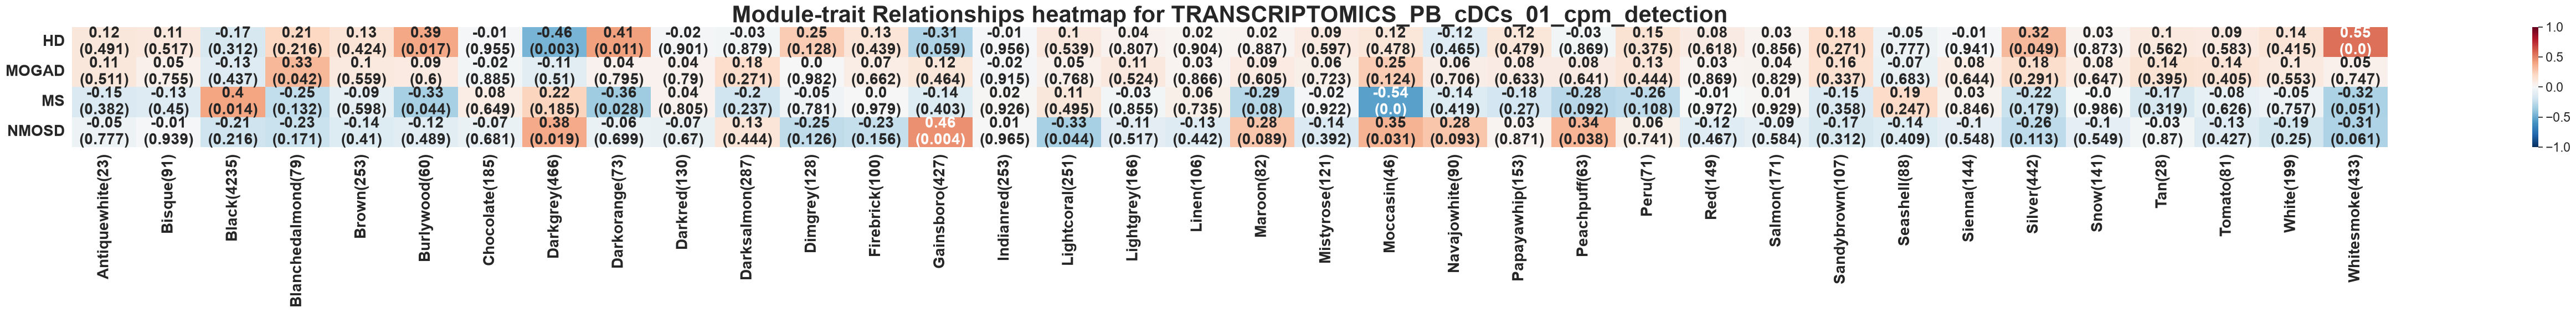 Module-trait Relationships heatmap for TRANSCRIPTOMICS_PB_cDCs_01_cpm_detection
HD
0.12 0.11 -0.17 0.21 0.13 0.39 -0.01 -0.46 0.41 -0.02 -0.03 0.25 0.13 -0.31 -0.01 0.1 0.04 0.02 0.02 0.09 0.12 -0.12 0.12 -0.03 0.15 0.08 0.03 0.18 -0.05 -0.01 0.32 0.03 0.1 0.09 0.14 0.55
(0.491) (0.517) (0.312) (0.216) (0.424) (0.017) (0.955) (0.003) (0.011) (0.901) (0.879) (0.128) (0.439) (0.059) (0.956) (0.539) (0.807) (0.904) (0.887) (0.597) (0.478) (0.465) (0.479) (0.869) (0.375) (0.618) (0.856) (0.271) (0.777) (0.941) (0.049) (0.873) (0.562) (0.583) (0.415) (0.0)
MOGAD
0.11 0.05 -0.13 0.33 0.1 0.09 -0.02 -0.11 0.04 0.04 0.18 0.0 0.07 0.12 -0.02 0.05 0.11 0.03 0.09 0.06 0.25 0.06 0.08 0.08 0.13 0.03 0.04 0.16 -0.07 0.08 0.18 0.08 0.14 0.14 0.1 0.05
(0.511) (0.755) (0.437) (0.042) (0.559) (0.6) (0.885) (0.51) (0.795) (0.79) (0.271) (0.982) (0.662) (0.464) (0.915) (0.768) (0.524) (0.866) (0.605) (0.723) (0.124) (0.706) (0.633) (0.641) (0.444) (0.869) (0.829) (0.337) (0.683) (0.644) (0.291) (0.647) (0.395) (0.405) (0.553) (0.747)
MS
-0.15 -0.13 0.4 -0.25 -0.09 -0.33 0.08 0.22 -0.36 0.04 -0.2 -0.05 0.0 -0.14 0.02 0.11 -0.03 0.06 -0.29 -0.02 -0.54 -0.14 -0.18 -0.28 -0.26 -0.01 0.01 -0.15 0.19 0.03 -0.22 -0.0 -0.17 -0.08 -0.05 -0.32
(0.382) (0.45) (0.014) (0.132) (0.598) (0.044) (0.649) (0.185) (0.028) (0.805) (0.237) (0.781) (0.979) (0.403) (0.926) (0.495) (0.855) (0.735) (0.08) (0.922) (0.0) (0.419) (0.27) (0.092) (0.108) (0.972) (0.929) (0.358) (0.247) (0.846) (0.179) (0.986) (0.319) (0.626) (0.757) (0.051)
NMOSD
-0.05 -0.01 -0.21 -0.23 -0.14 -0.12 -0.07 0.38 -0.06 -0.07 0.13 -0.25 -0.23 0.46 0.01 -0.33 -0.11 -0.13 0.28 -0.14 0.35 0.28 0.03 0.34 0.06 -0.12 -0.09 -0.17 -0.14 -0.1 -0.26 -0.1 -0.03 -0.13 -0.19 -0.31
(0.777) (0.939) (0.216) (0.171) (0.41) (0.489) (0.681) (0.019) (0.699) (0.67) (0.444) (0.126) (0.156) (0.004) (0.965) (0.044) (0.517) (0.442) (0.089) (0.392) (0.031) (0.093) (0.871) (0.038) (0.741) (0.467) (0.584) (0.312) (0.409) (0.548) (0.113) (0.549) (0.87) (0.427) (0.25) (0.061)
Antiquewhite(23)
Bisque(91)
Black(4235)
Blanchedalmond(79)
Brown(253)
Burlywood(60)
Chocolate(185)
Darkgrey(466)
Darkorange(73)
Darkred(130)
Darksalmon(287)
Dimgrey(128)
Firebrick(100)
Gainsboro(427)
Indianred(253)
Lightcoral(251)
Lightgrey(166)
Linen(106)
Maroon(82)
Mistyrose(121)
Moccasin(46)
Navajowhite(90)
Papayawhip(153)
Peachpuff(63)
Peru(71)
Red(149)
Salmon(171)
Sandybrown(107)
Seashell(88)
Sienna(144)
Silver(442)
Snow(141)
Tan(28)
Tomato(81)
White(199)
Whitesmoke(433)
1.0
0.5
0.0
−0.5
−1.0